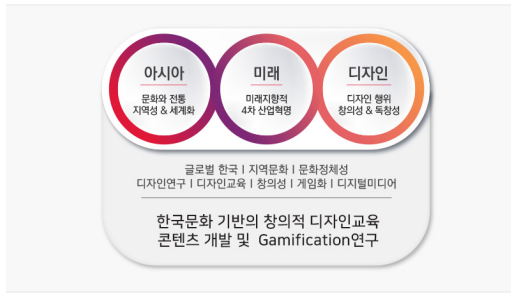 아시아
문화와 전통
지역성 & 세계화
미래
미래지향적
4차 산업혁명
디자인
디자인 행위
창의성 & 독창성
글로벌 한국 I 지역문화 I 문화정체성
디자인연구 I 디자인교육 I 창의성 I 게임화 I 디지털미디어
한국문화 기반의 창의적 디자인교육
콘텐츠 개발 및 Gamification연구